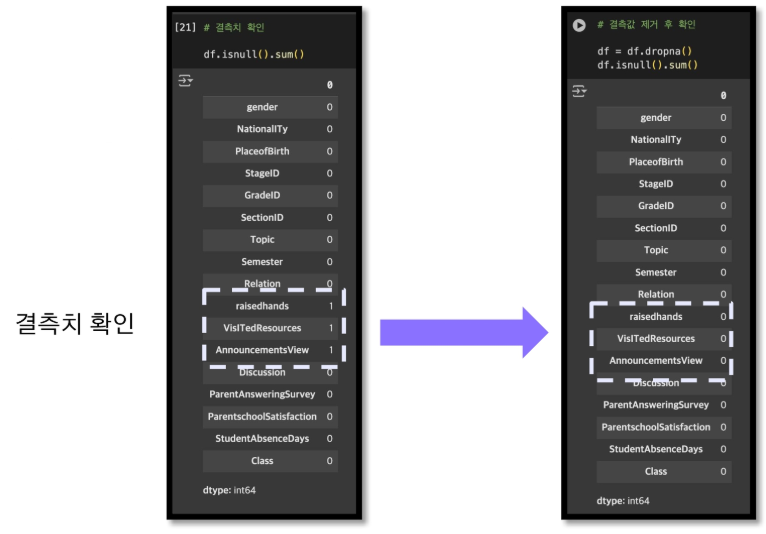 결측치 확인
[21] # 결측치 확인
df.isnull().sum()
0
gender 0
NationalITy 0
PlaceofBirth 0
StageID 0
GradeID 0
SectionID 0
Topic 0
Semester 0
Relation 0
raisedhands 1
VisITedResources 1
AnnouncementsView 1
Discussion 0
ParentAnsweringSurvey 0
ParentschoolSatisfaction 0
StudentAbsenceDays 0
Class 0
dtype: int64
# 결측값 제거 후 확인
df = df.dropna()
df.isnull().sum()
0
gender 0
NationalITy 0
PlaceofBirth 0
StageID 0
GradeID 0
SectionID 0
Topic 0
Semester 0
Relation 0
raisedhands 0
VisITedResources 0
AnnouncementsView 0
Discussion 0
ParentAnsweringSurvey 0
ParentschoolSatisfaction 0
StudentAbsenceDays 0
Class 0
dtype: int64